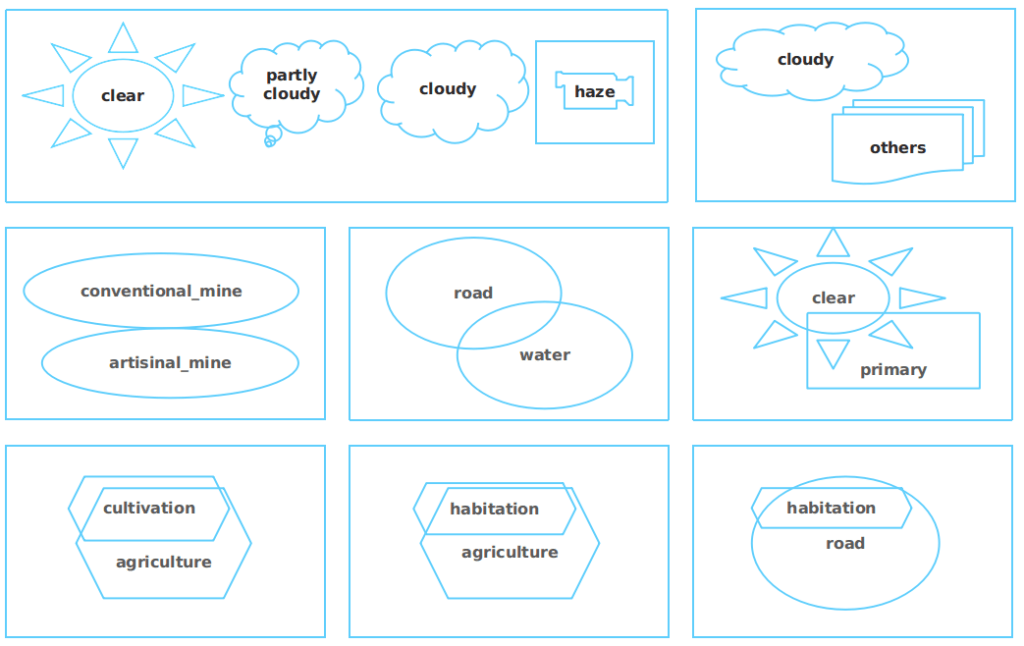 clear
partly
cloudy
cloudy
haze
cloudy
others
conventional_mine
artisinal_mine
road
water
clear
primary
cultivation
agriculture
habitation
agriculture
habitation
road